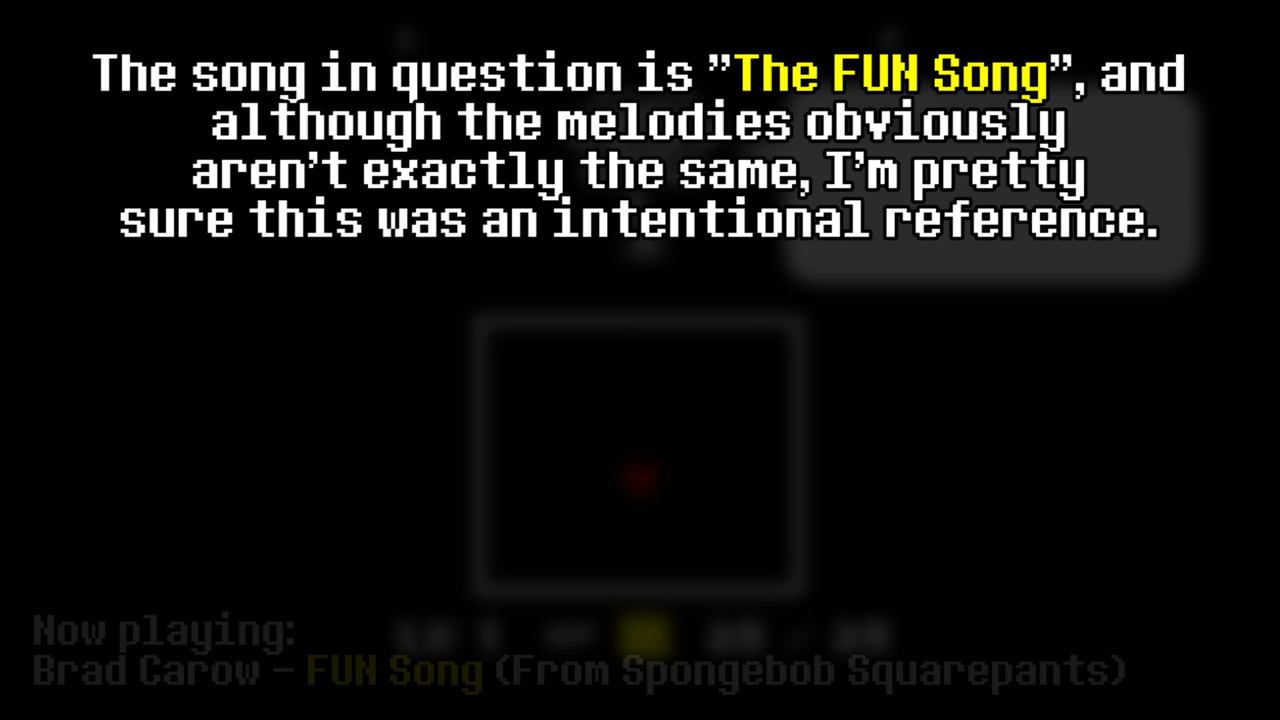 The song in question is "The FUN Song", and
although the melodies obviously
aren't exactly the same, I'm pretty
sure this was an intentional reference.
Now playing:
Brad Carow - FUN Song (From Spongebob Squarepants)